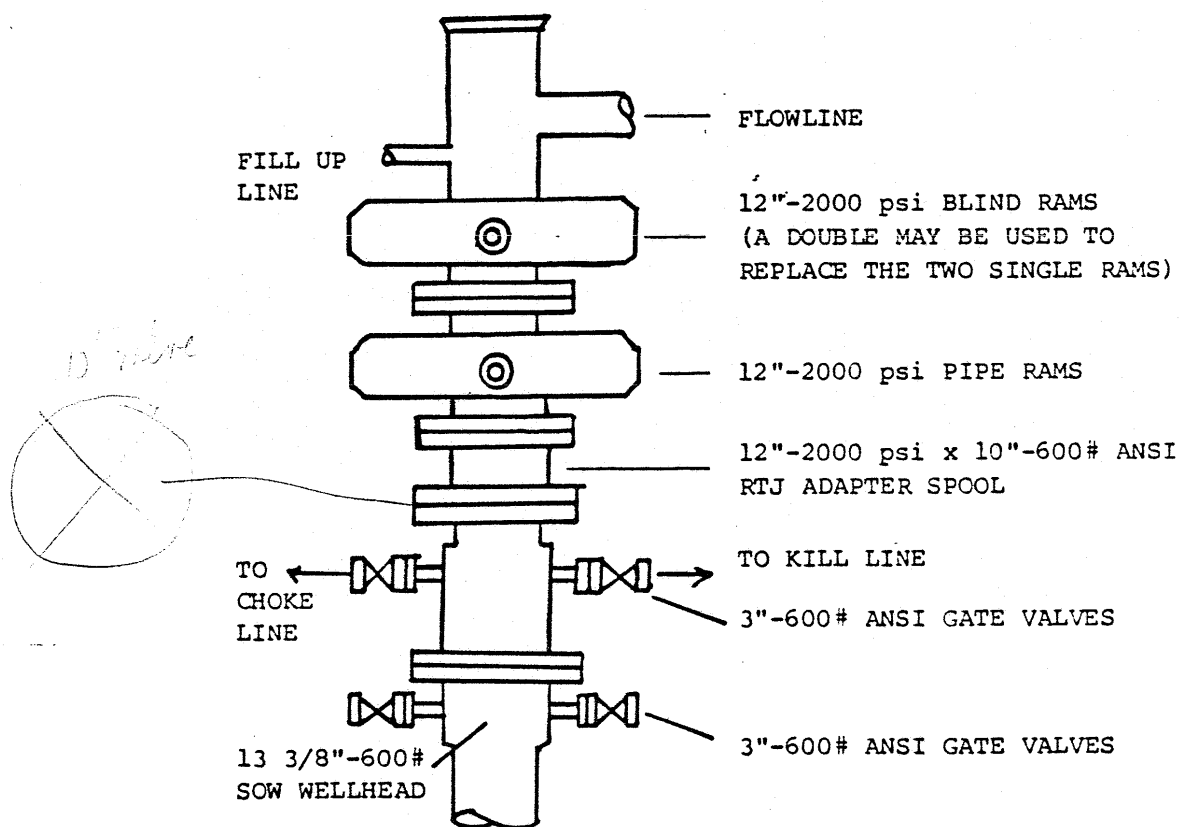 FLOWLINE
FILL UP
LINE
12"-2000 psi BLIND RAMS
(A DOUBLE MAY BE USED TO
REPLACE THE TWO SINGLE RAMS)
12"-2000 psi PIPE RAMS
12"-2000 psi x 10"-600# ANSI
RTJ ADAPTER SPOOL
TO
CHOKE
LINE
TO KILL LINE
3"-600# ANSI GATE VALVES
3"-600# ANSI GATE VALVES
13 3/8"-600#
SOW WELLHEAD